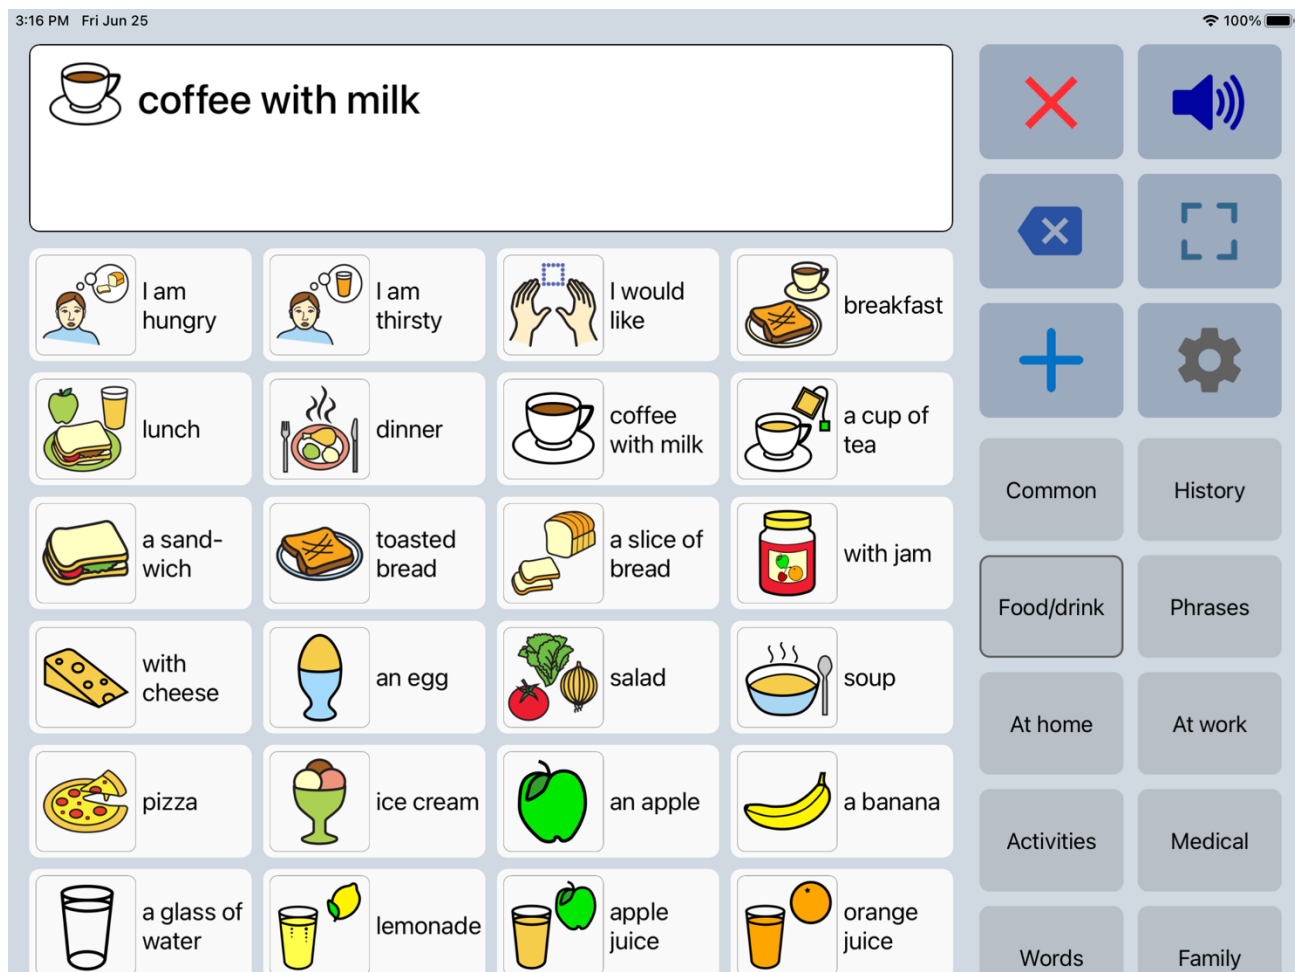 3:16 PM Fri Jun 25
100%
coffee with milk
I am
hungry
I am
thirsty
I would
like
breakfast
lunch
dinner
coffee
with milk
a cup of
tea
a sand-
wich
toasted
bread
a slice of
bread
with jam
with
cheese
an egg
salad
soup
pizza
ice cream
an apple
a banana
a glass of
water
lemonade
apple
juice
orange
juice
Common
History
Food/drink
Phrases
At home
At work
Activities
Medical
Words
Family